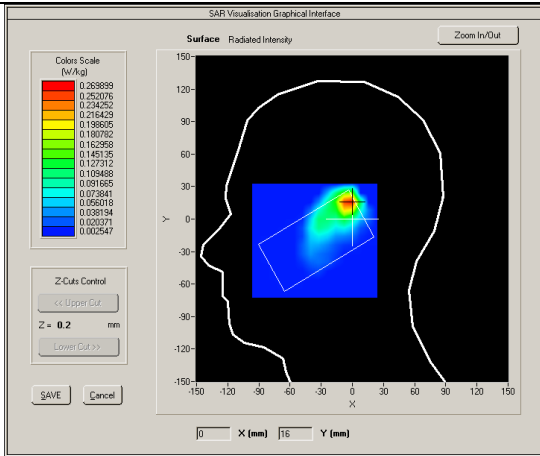 SAR Visualisation Graphical Interface
Surface Radiated Intensity
Zoom In/Out
Colors Scale
(W/kg)
0.269899
0.252076
0.234252
0.216429
0.198605
0.180782
0.162958
0.145135
0.127312
0.109488
0.091665
0.073841
0.056018
0.038194
0.020371
0.002547
Z-Cuts Control
<< Upper Cut
Z = 0.2 mm
Lower Cut >>
SAVE Cancel
150
120
90
60
30
0
-30
-60
-90
-120
-150
Y
-150 -120 -90 -60 -30 0 30 60 90 120 150
X
0 X (mm) 16 Y (mm)